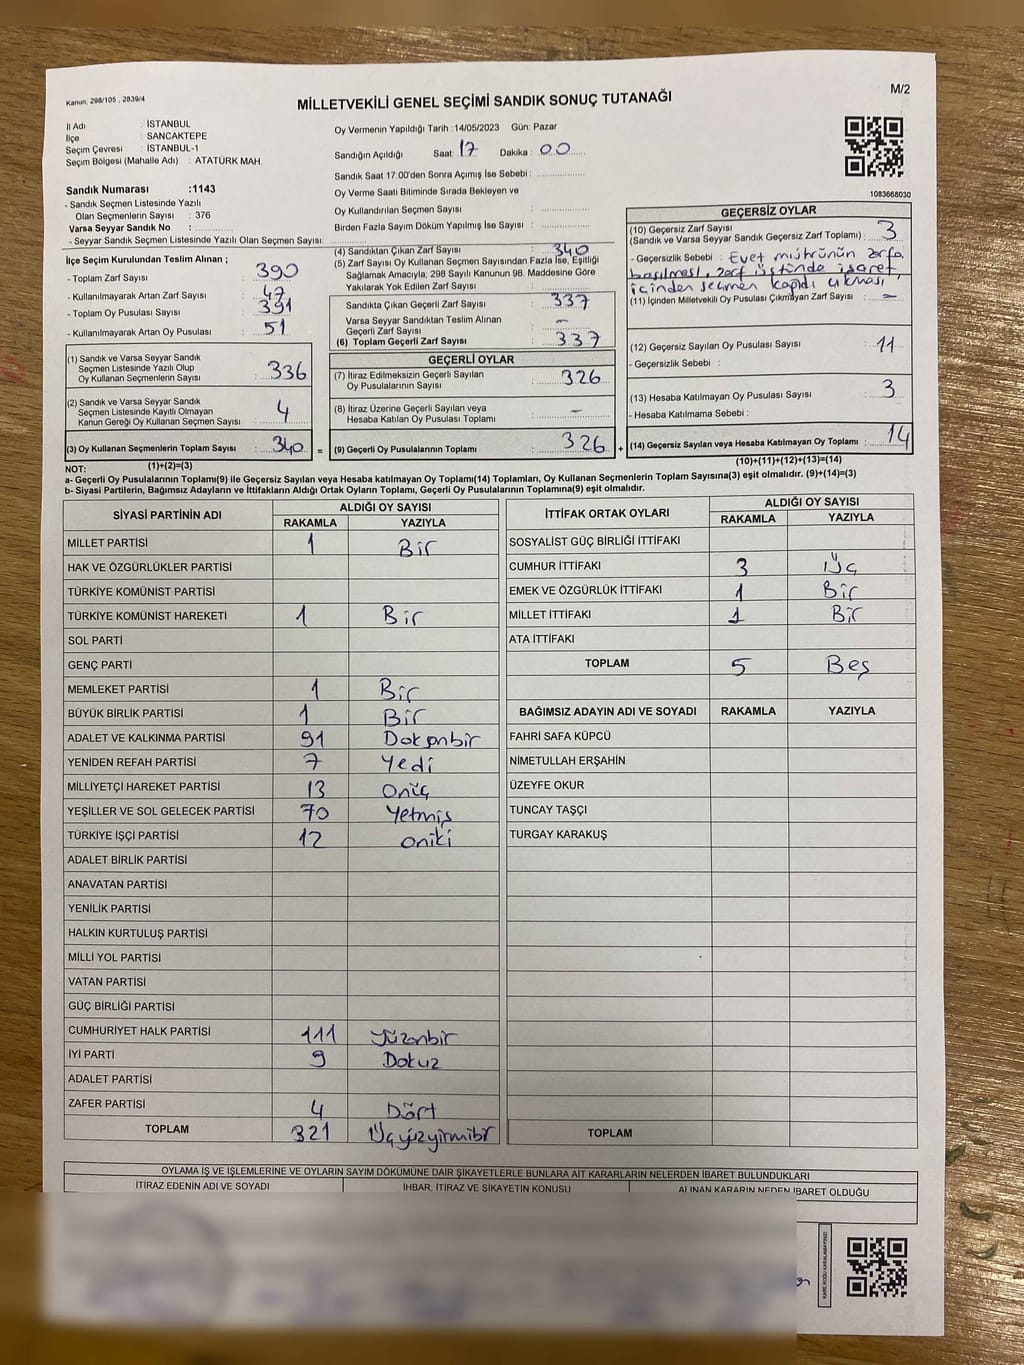 Kanun, 298/105 , 2839/4
MİLLETVEKİLİ GENEL SEÇİMİ SANDIK SONUÇ TUTANAĞI
M/2
İl Adı : İSTANBUL
İlçe : SANCAKTEPE
Seçim Çevresi : İSTANBUL-1
Seçim Bölgesi (Mahalle Adı) : ATATÜRK MAH.
Sandık Numarası :1143
- Sandık Seçmen Listesinde Yazılı
Olan Seçmenlerin Sayısı : 376
Varsa Seyyar Sandık No : ............
- Seyyar Sandık Seçmen Listesinde Yazılı Olan Seçmen Sayısı: ............
Oy Vermenin Yapıldığı Tarih :14/05/2023 Gün: Pazar
Sandığın Açıldığı Saat: 17 Dakika : 00
Sandık Saat 17:00'den Sonra Açımış İse Sebebi : ............
Oy Verme Saati Bitiminde Sırada Bekleyen ve
Oy Kullandırılan Seçmen Sayısı : ............
Birden Fazla Sayım Döküm Yapılmış İse Sayısı : ............
1083668030
İlçe Seçim Kurulundan Teslim Alınan ;
- Toplam Zarf Sayısı : 390
- Kullanılmayarak Artan Zarf Sayısı : 47
- Toplam Oy Pusulası Sayısı : 391
- Kullanılmayarak Artan Oy Pusulası : 51
(1) Sandık ve Varsa Seyyar Sandık
Seçmen Listesinde Yazılı Olup
Oy Kullanan Seçmenlerin Sayısı : 336
(2) Sandık ve Varsa Seyyar Sandık
Seçmen Listesinde Kayıtlı Olmayan
Kanun Gereği Oy Kullanan Seçmen Sayısı : 4
(3) Oy Kullanan Seçmenlerin Toplam Sayısı : 340
(4) Sandıktan Çıkan Zarf Sayısı : 340
(5) Zarf Sayısı Oy Kullanan Seçmen Sayısından Fazla İse, Eşitliği
Sağlamak Amacıyla; 298 Sayılı Kanunun 98. Maddesine Göre
Yakılarak Yok Edilen Zarf Sayısı :
Sandıkta Çıkan Geçerli Zarf Sayısı : 337
Varsa Seyyar Sandıktan Teslim Alınan
Geçerli Zarf Sayısı : -
(6) Toplam Geçerli Zarf Sayısı : 337
GEÇERLİ OYLAR
(7) İtiraz Edilmeksizin Geçerli Sayılan
Oy Pusulalarının Sayısı : 326
(8) İtiraz Üzerine Geçerli Sayılan veya
Hesaba Katılan Oy Pusulası Toplamı : -
= (9) Geçerli Oy Pusulalarının Toplamı : 326 +
GEÇERSİZ OYLAR
(10) Geçersiz Zarf Sayısı
(Sandık ve Varsa Seyyar Sandık Geçersiz Zarf Toplamı) : 3
- Geçersizlik Sebebi : Evet mührünün zarfa
basılması, zarf üstünde işaret,
içinden seçmen kağıdı çıkması
(11) İçinden Milletvekili Oy Pusulası Çıkmayan Zarf Sayısı : -
(12) Geçersiz Sayılan Oy Pusulası Sayısı : 11
- Geçersizlik Sebebi :
(13) Hesaba Katılmayan Oy Pusulası Sayısı : 3
- Hesaba Katılmama Sebebi :
(14) Geçersiz Sayılan veya Hesaba Katılmayan Oy Toplamı : 14
NOT: (1)+(2)=(3) (10)+(11)+(12)+(13)=(14)
a- Geçerli Oy Pusulalarının Toplamı(9) ile Geçersiz Sayılan veya Hesaba katılmayan Oy Toplamı(14) Toplamları, Oy Kullanan Seçmenlerin Toplam Sayısına(3) eşit olmalıdır. (9)+(14)=(3)
b- Siyasi Partilerin, Bağımsız Adayların ve İttifakların Aldığı Ortak Oyların Toplamı, Geçerli Oy Pusulalarının Toplamına(9) eşit olmalıdır.
SİYASİ PARTİNİN ADI ALDIĞI OY SAYISI
RAKAMLA YAZIYLA
MİLLET PARTİSİ 1 Bir
HAK VE ÖZGÜRLÜKLER PARTİSİ
TÜRKİYE KOMÜNİST PARTİSİ
TÜRKİYE KOMÜNİST HAREKETİ 1 Bir
SOL PARTİ
GENÇ PARTİ
MEMLEKET PARTİSİ 1 Bir
BÜYÜK BİRLİK PARTİSİ 1 Bir
ADALET VE KALKINMA PARTİSİ 91 Doksanbir
YENİDEN REFAH PARTİSİ 7 Yedi
MİLLİYETÇİ HAREKET PARTİSİ 13 Onüç
YEŞİLLER VE SOL GELECEK PARTİSİ 70 Yetmiş
TÜRKİYE İŞÇİ PARTİSİ 12 oniki
ADALET BİRLİK PARTİSİ
ANAVATAN PARTİSİ
YENİLİK PARTİSİ
HALKIN KURTULUŞ PARTİSİ
MİLLİ YOL PARTİSİ
VATAN PARTİSİ
GÜÇ BİRLİĞİ PARTİSİ
CUMHURİYET HALK PARTİSİ 111 Yüzonbir
İYİ PARTİ 9 Dokuz
ADALET PARTİSİ
ZAFER PARTİSİ 4 Dört
TOPLAM 321 Üçyüzyirmibir
İTTİFAK ORTAK OYLARI ALDIĞI OY SAYISI
RAKAMLA YAZIYLA
SOSYALİST GÜÇ BİRLİĞİ İTTİFAKI
CUMHUR İTTİFAKI 3 Üç
EMEK VE ÖZGÜRLÜK İTTİFAKI 1 Bir
MİLLET İTTİFAKI 1 Bir
ATA İTTİFAKI
TOPLAM 5 Beş
BAĞIMSIZ ADAYIN ADI VE SOYADI RAKAMLA YAZIYLA
FAHRİ SAFA KÜPCÜ
NİMETULLAH ERŞAHİN
ÜZEYFE OKUR
TUNCAY TAŞÇI
TURGAY KARAKUŞ
TOPLAM
OYLAMA İŞ VE İŞLEMLERİNE VE OYLARIN SAYIM DÖKÜMÜNE DAİR ŞİKAYETLERLE BUNLARA AİT KARARLARIN NELERDEN İBARET BULUNDUKLARI
İTİRAZ EDENİN ADI VE SOYADI İHBAR, İTİRAZ VE ŞİKAYETİN KONUSU ALINAN KARARIN NEDEN İBARET OLDUĞU